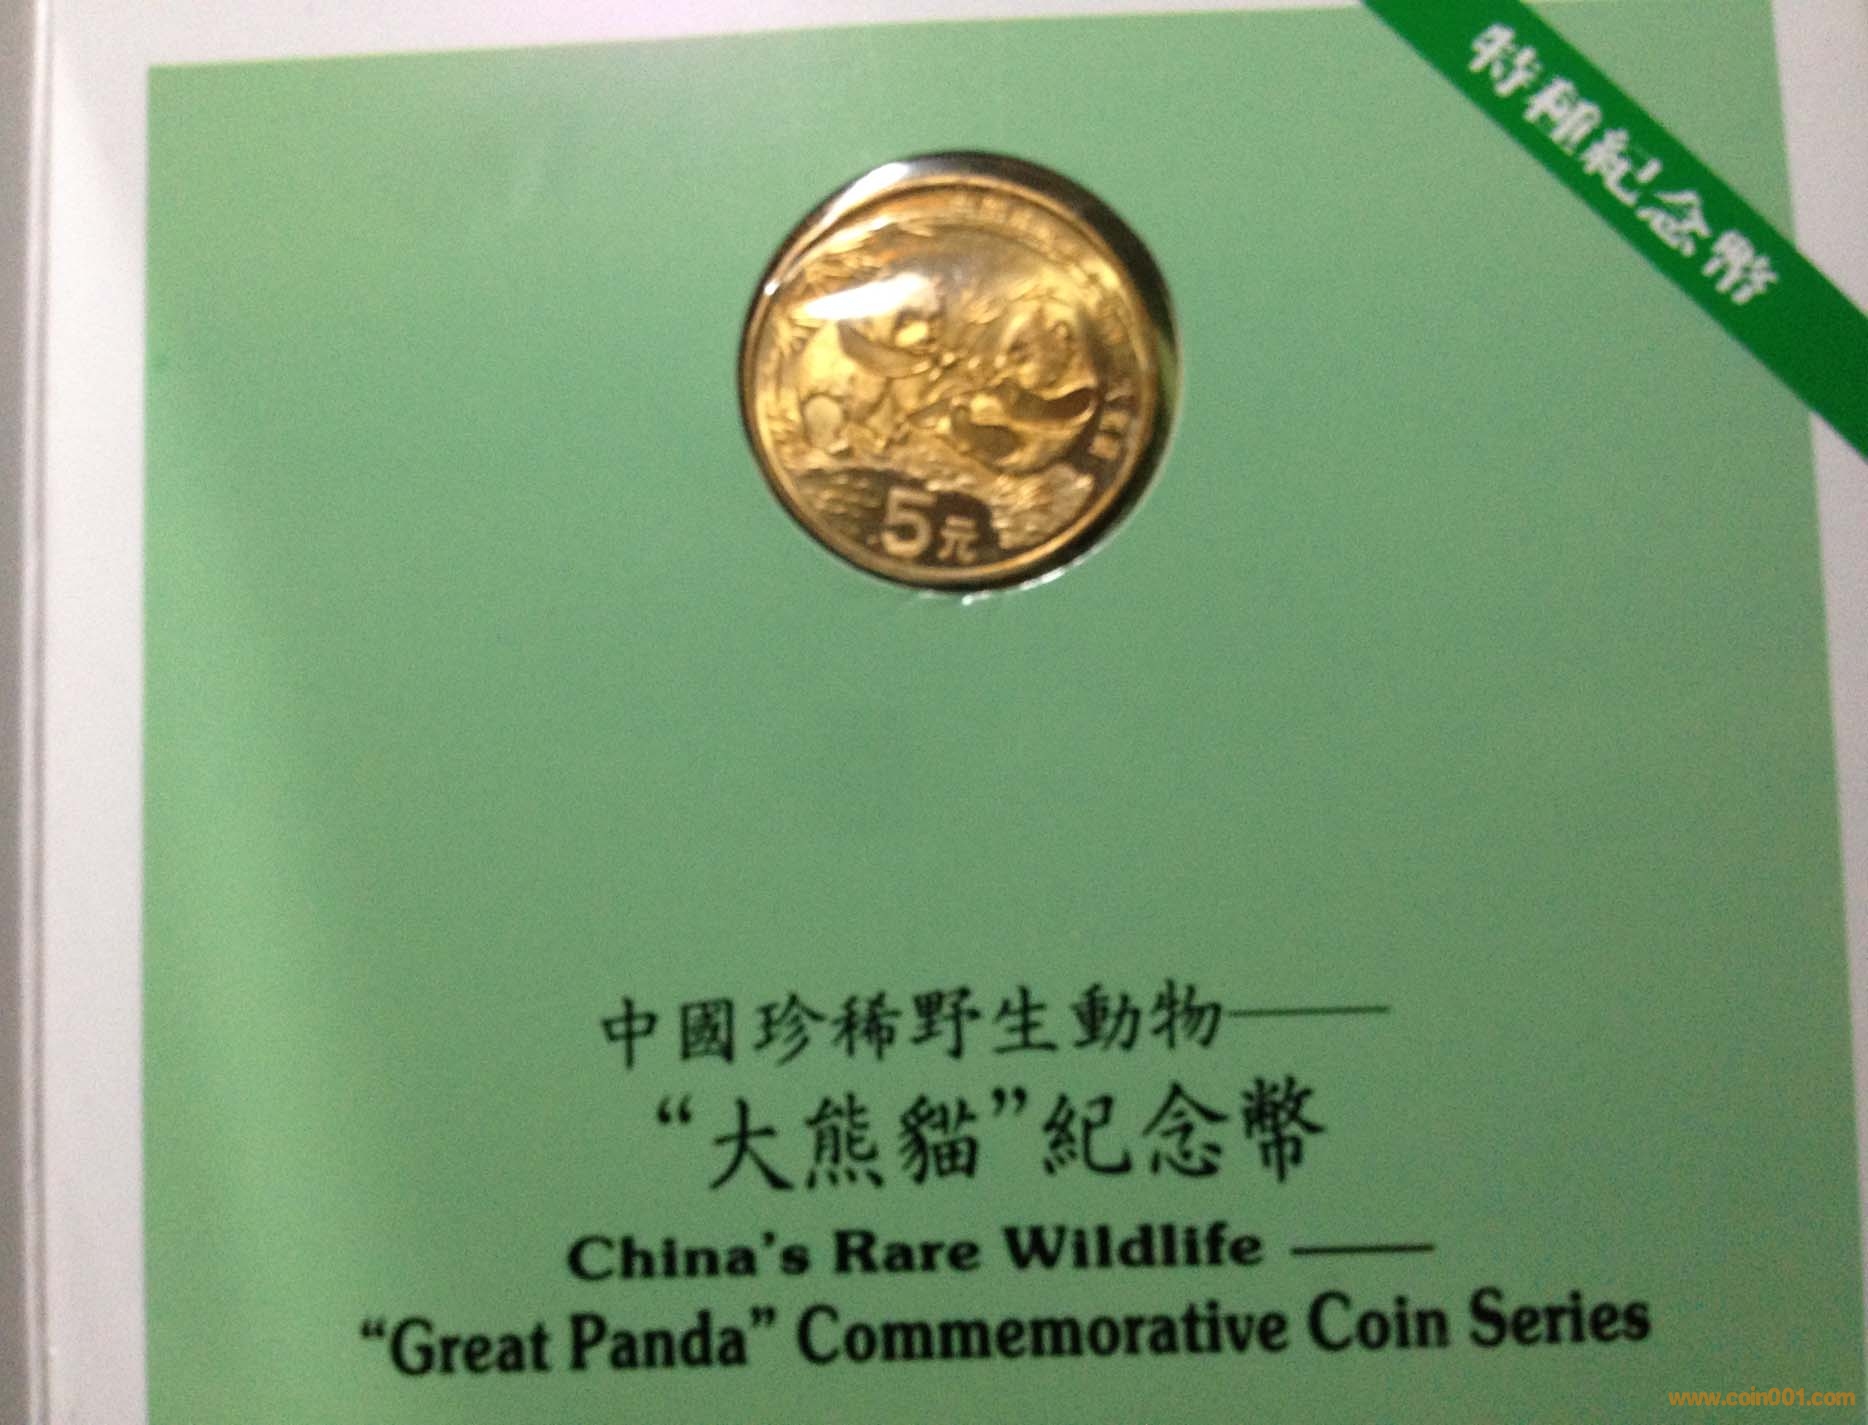 特種紀念幣
5元
中國珍稀野生動物——
“大熊貓”紀念幣
China's Rare Wildlife ——
“Great Panda” Commemorative Coin Series
www.coin001.com